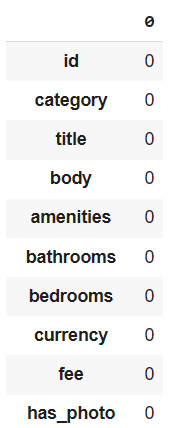 0
id 0
category 0
title 0
body 0
amenities 0
bathrooms 0
bedrooms 0
currency 0
fee 0
has_photo 0